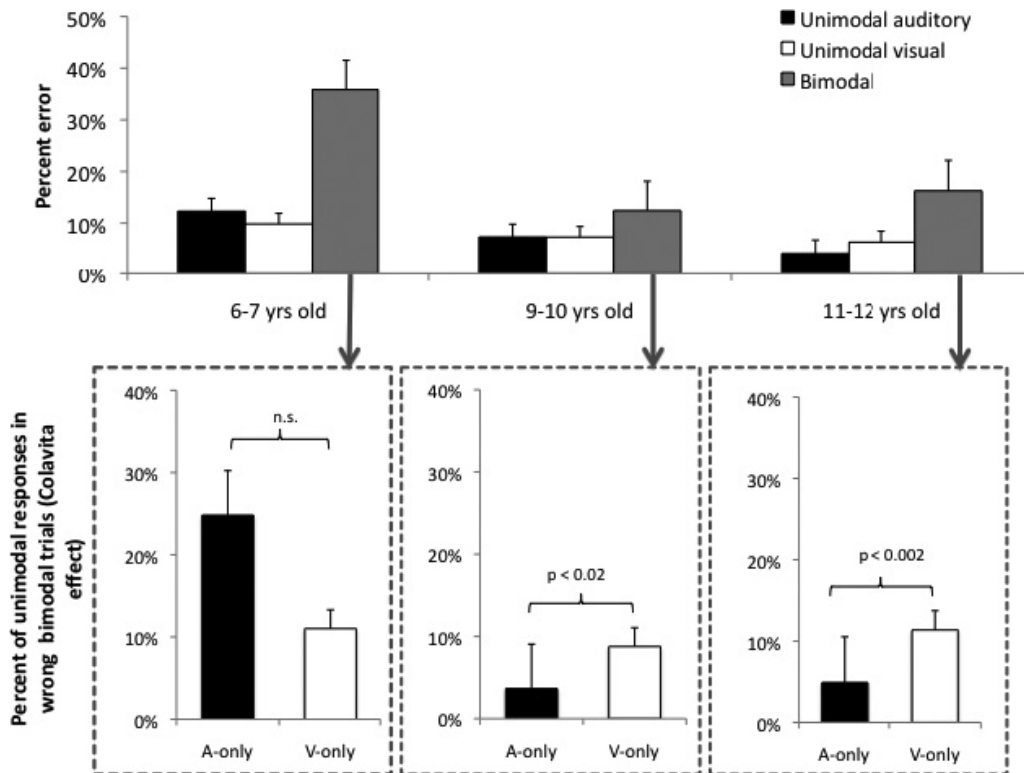 50%
40%
30%
20%
10%
0%
Percent error
Unimodal auditory
Unimodal visual
Bimodal
6-7 yrs old
9-10 yrs old
11-12 yrs old
Percent of unimodal responses in
wrong bimodal trials (Colavita
effect)
40%
30%
20%
10%
0%
n.s.
A-only V-only
40%
30%
20%
10%
0%
p < 0.02
A-only V-only
40%
30%
20%
10%
0%
p < 0.002
A-only V-only